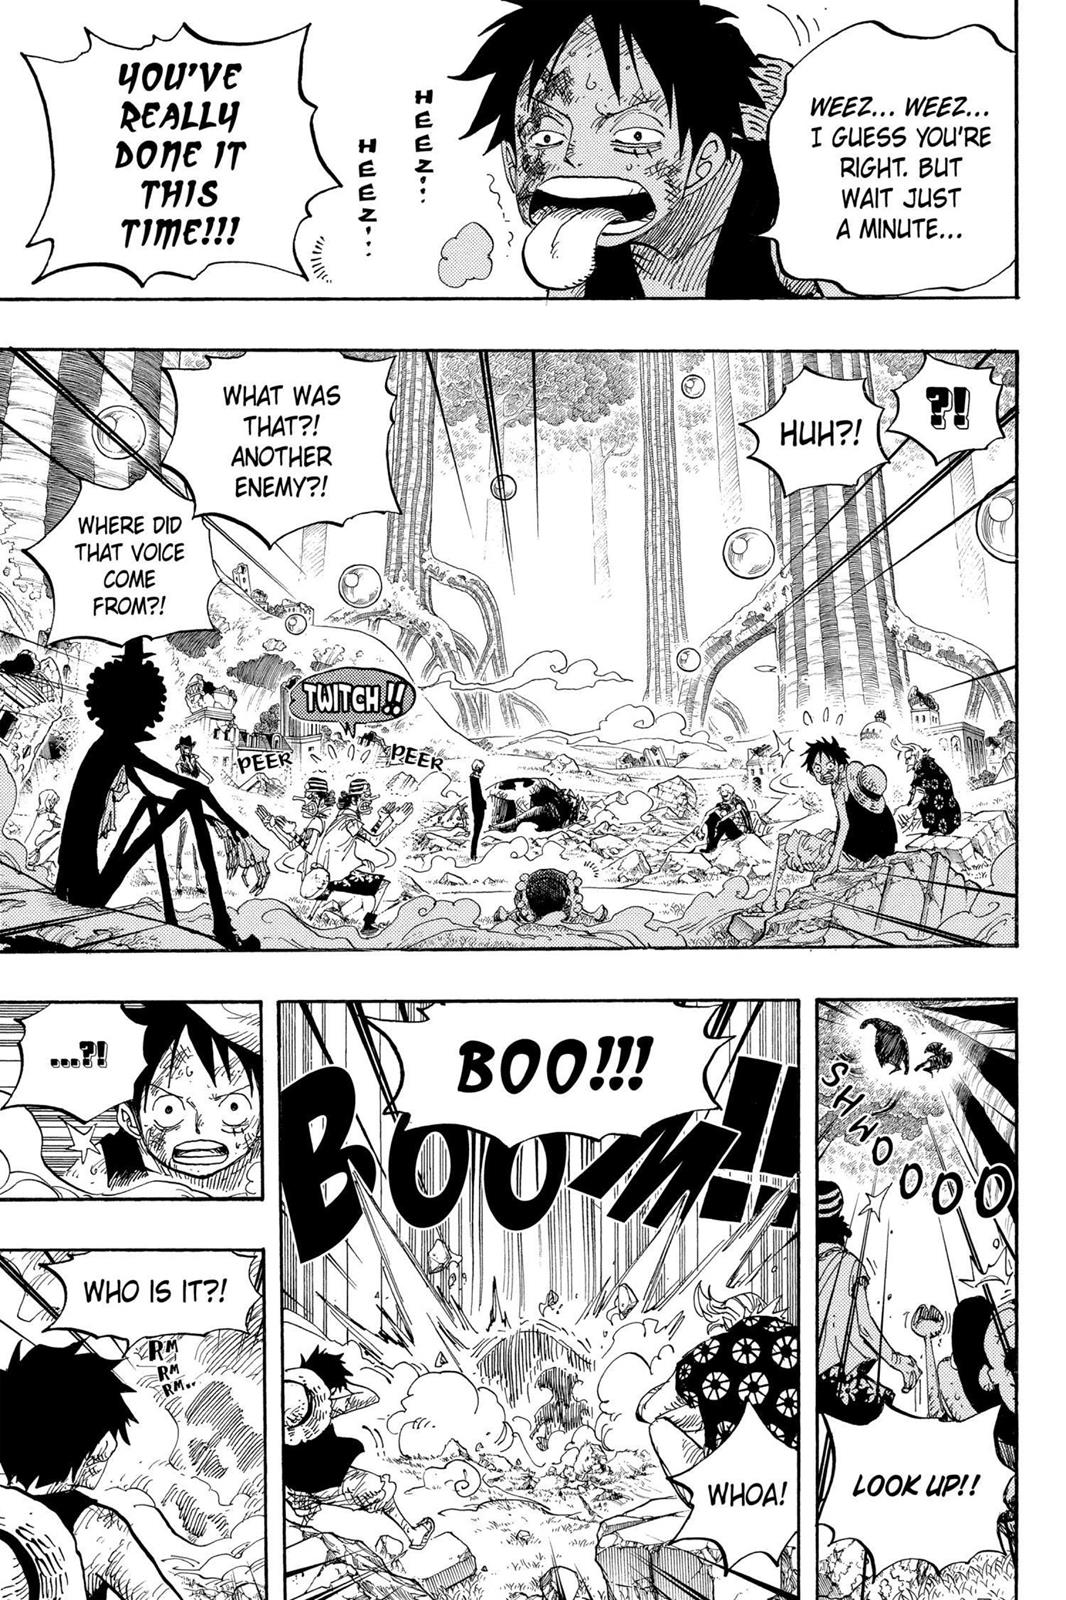 WEEZ... WEEZ...
I GUESS YOU'RE
RIGHT. BUT
WAIT JUST
A MINUTE...
HEEZ...
HEEZ...
YOU'VE
REALLY
DONE IT
THIS
TIME!!!
?!
HUH?!
WHAT WAS
THAT?!
ANOTHER
ENEMY?!
WHERE DID
THAT VOICE
COME
FROM?!
TWITCH!!
PEER
PEER
SHMOOOOO
LOOK UP!!
BOO!!!
BOOM!!
WHOA!
...?!
WHO IS IT?!
RM
RM
RM...